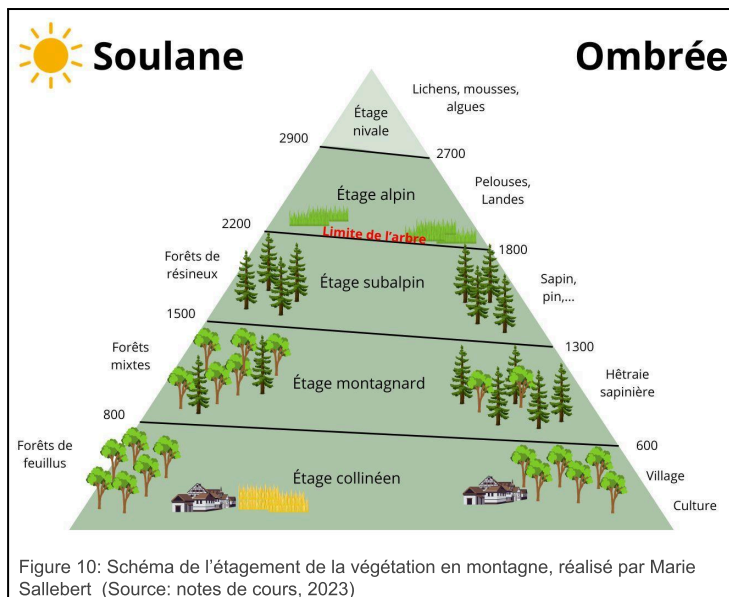 Soulane
Ombrée
Lichens, mousses,
algues
Étage
nivale
2900
2700
Pelouses,
Landes
Étage alpin
2200
Limite de l'arbre
1800
Forêts de
résineux
Étage subalpin
Sapin,
pin,...
1500
1300
Forêts
mixtes
Étage montagnard
Hêtraie
sapinière
800
600
Forêts de
feuillus
Étage collinéen
Village
Culture
Figure 10: Schéma de l'étagement de la végétation en montagne, réalisé par Marie
Sallebert (Source: notes de cours, 2023)